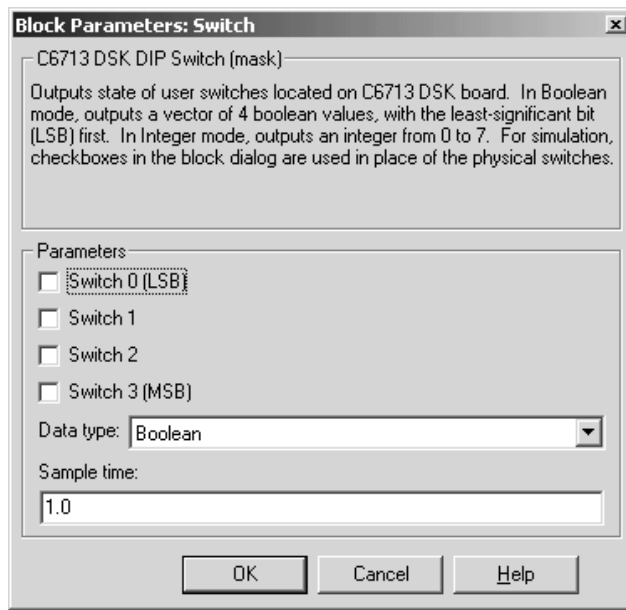 Block Parameters: Switch
C6713 DSK DIP Switch (mask)
Outputs state of user switches located on C6713 DSK board. In Boolean
mode, outputs a vector of 4 boolean values, with the least-significant bit
(LSB) first. In Integer mode, outputs an integer from 0 to 7. For simulation,
checkboxes in the block dialog are used in place of the physical switches.
Parameters
Switch 0 (LSB)
Switch 1
Switch 2
Switch 3 (MSB)
Data type: Boolean
Sample time:
1.0
OK Cancel Help